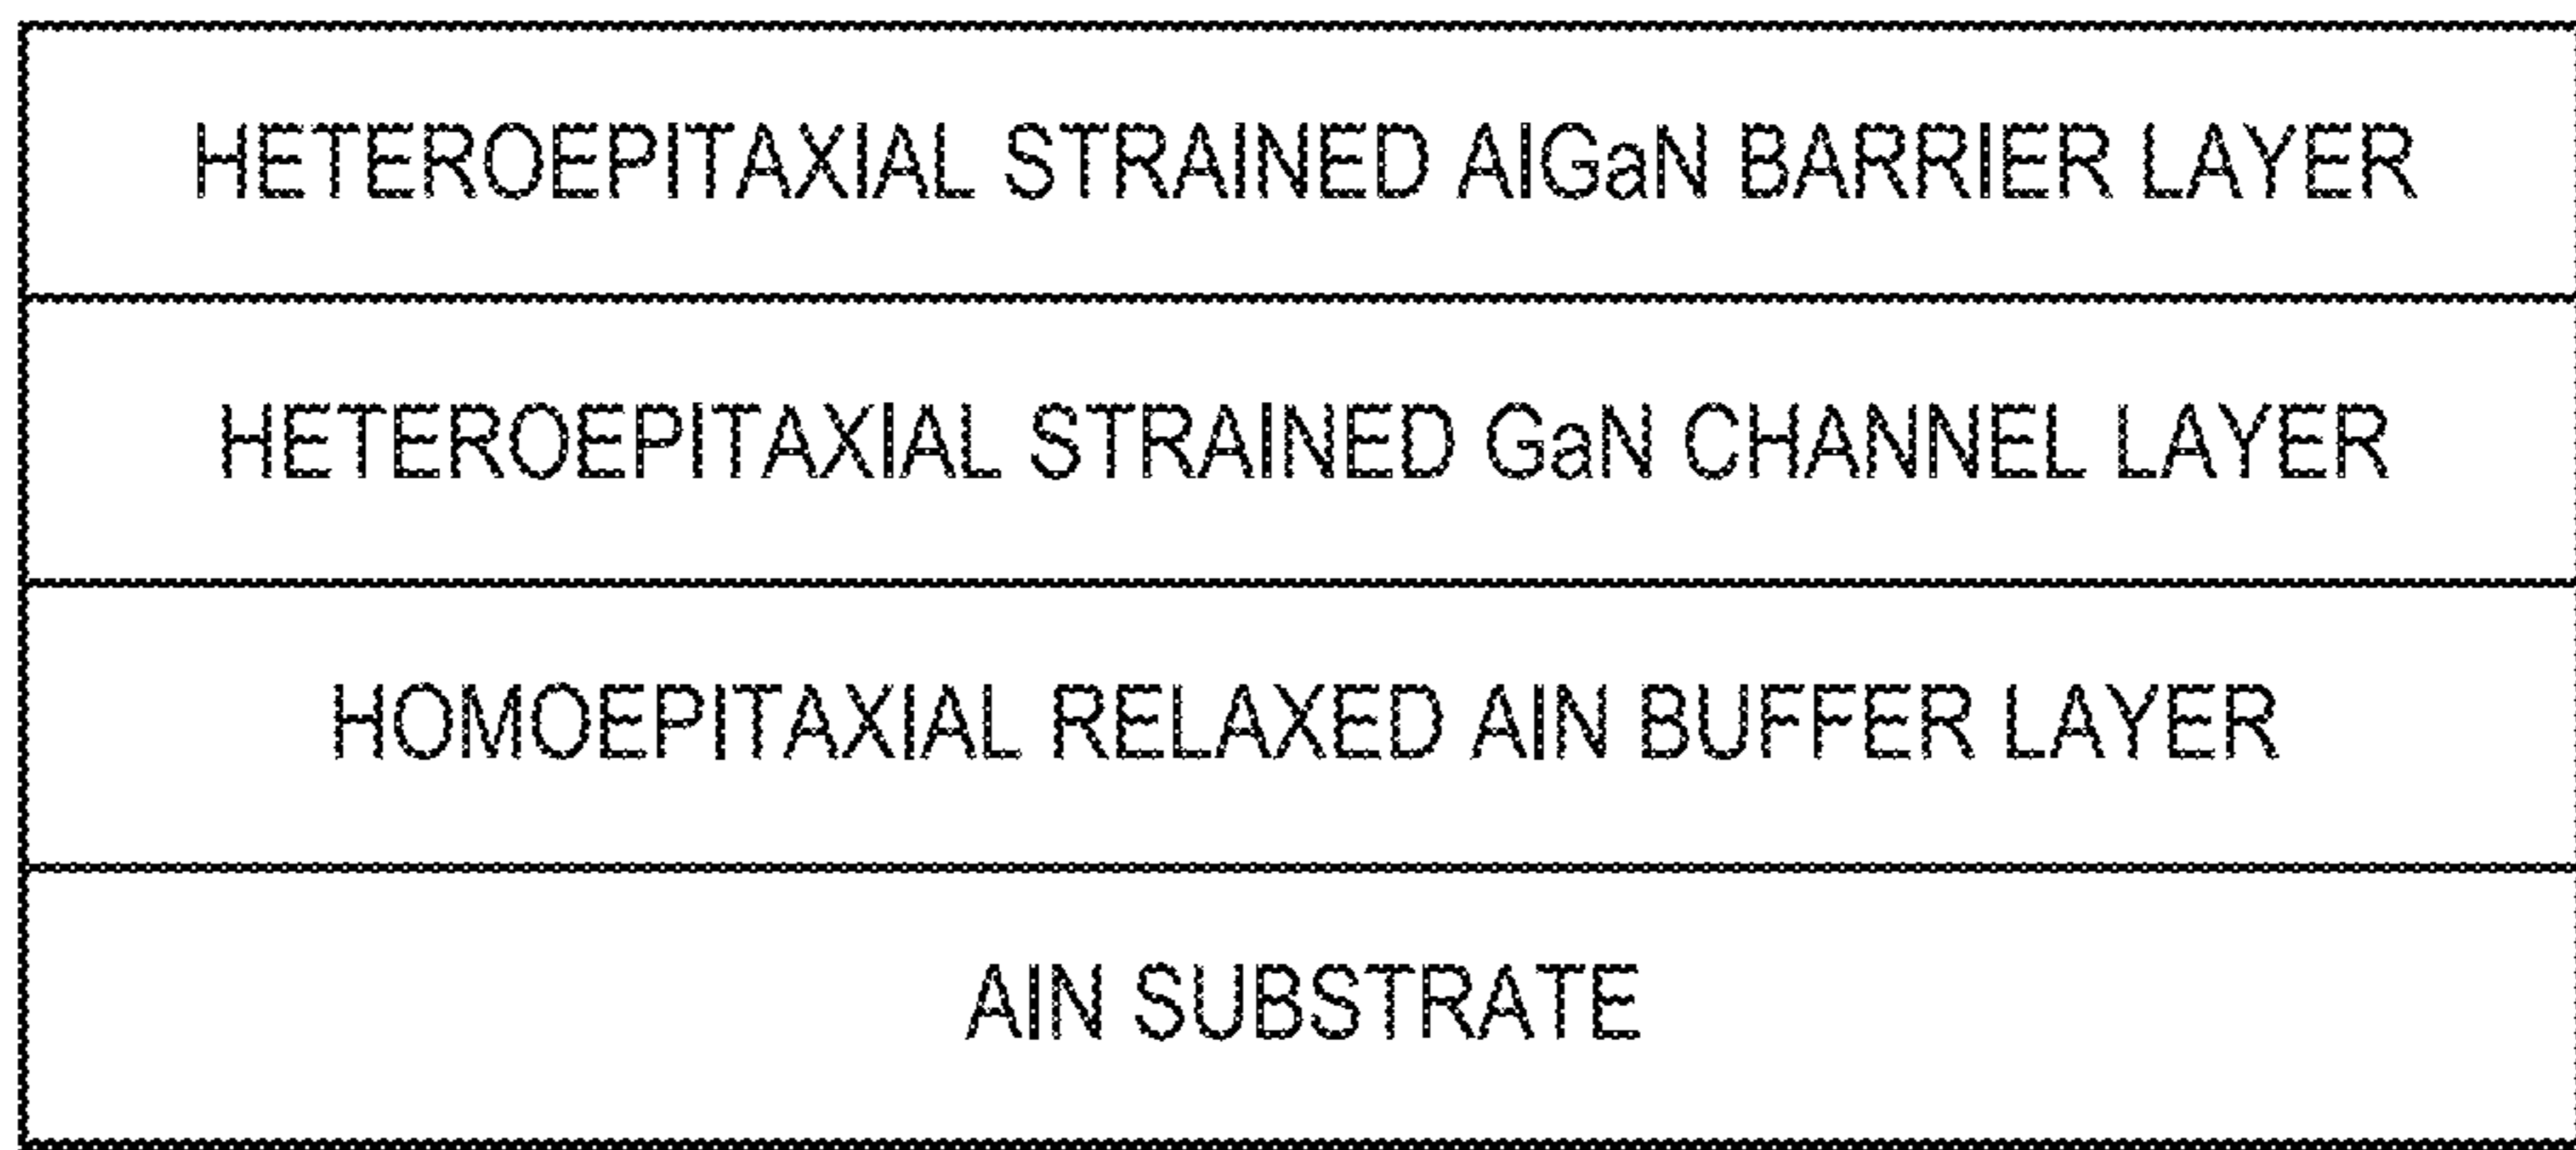 HETEROEPITAXIAL STRAINED AlGaN BARRIER LAYER
HETEROEPITAXIAL STRAINED GaN CHANNEL LAYER
HOMOEPITAXIAL RELAXED AlN BUFFER LAYER
AlN SUBSTRATE